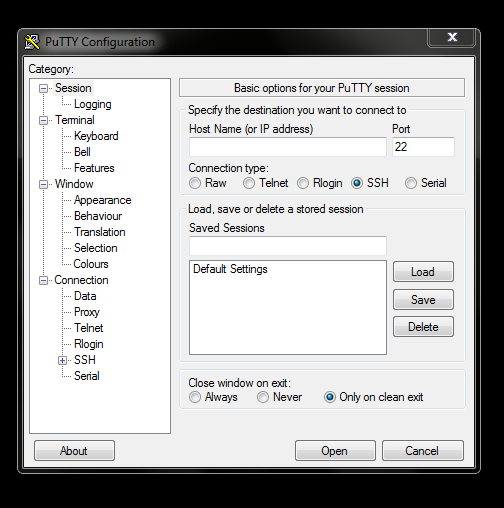 PuTTY Configuration
Category:
Session
Logging
Terminal
Keyboard
Bell
Features
Window
Appearance
Behaviour
Translation
Selection
Colours
Connection
Data
Proxy
Telnet
Rlogin
SSH
Serial
Basic options for your PuTTY session
Specify the destination you want to connect to
Host Name (or IP address) Port
22
Connection type:
Raw Telnet Rlogin SSH Serial
Load, save or delete a stored session
Saved Sessions
Default Settings
Load
Save
Delete
Close window on exit:
Always Never Only on clean exit
About Open Cancel